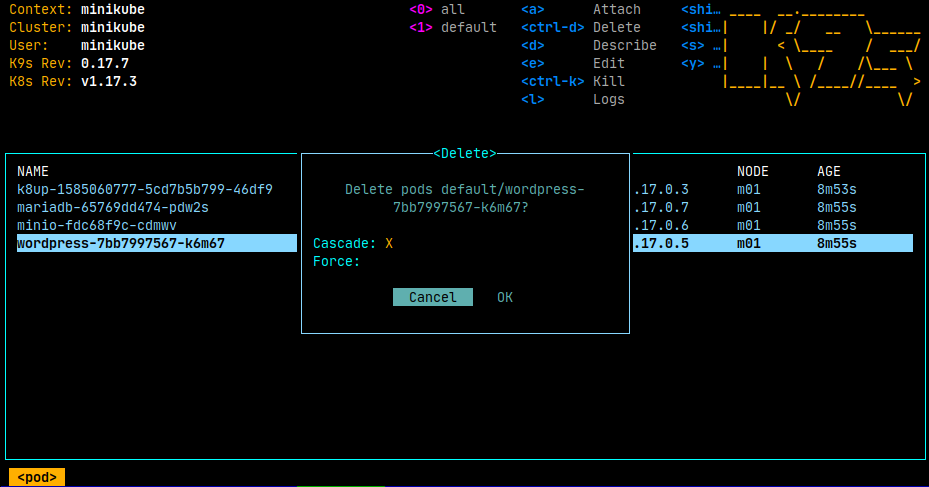 Context: minikube <0> all <a> Attach <shi…
Cluster: minikube <1> default <ctrl-d> Delete <shi…
User: minikube <d> Describe <s> …
K9s Rev: 0.17.7 <e> Edit <y> …
K8s Rev: v1.17.3 <ctrl-k> Kill
<l> Logs
<Delete>
NAME NODE AGE
k8up-1585060777-5cd7b5b799-46df9 Delete pods default/wordpress- .17.0.3 m01 8m53s
mariadb-65769dd474-pdw2s 7bb7997567-k6m67? .17.0.7 m01 8m55s
minio-fdc68f9c-cdmwv .17.0.6 m01 8m55s
wordpress-7bb7997567-k6m67 Cascade: X .17.0.5 m01 8m55s
Force:
Cancel OK
<pod>